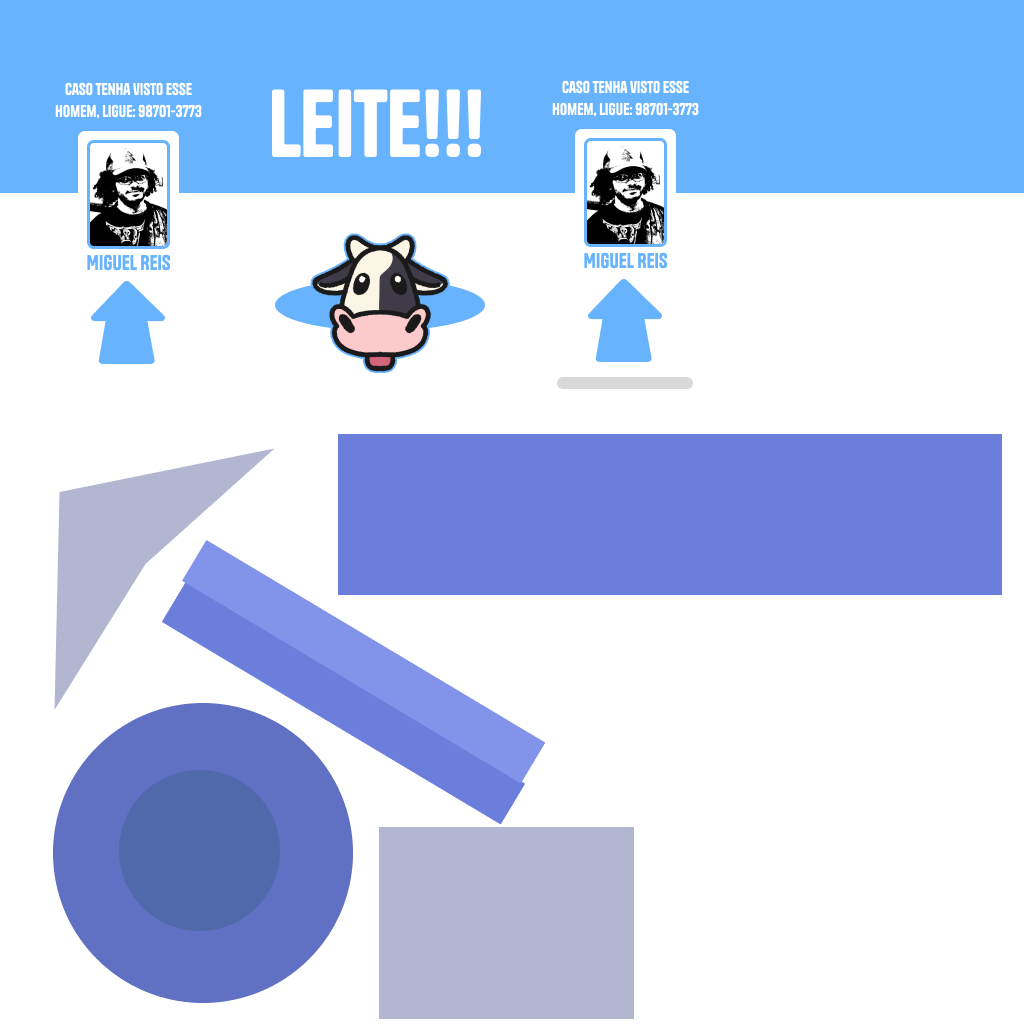 CASO TENHA VISTO ESSE
HOMEM, LIGUE: 98701-3773
MIGUEL REIS
LEITE!!!
CASO TENHA VISTO ESSE
HOMEM, LIGUE: 98701-3773
MIGUEL REIS